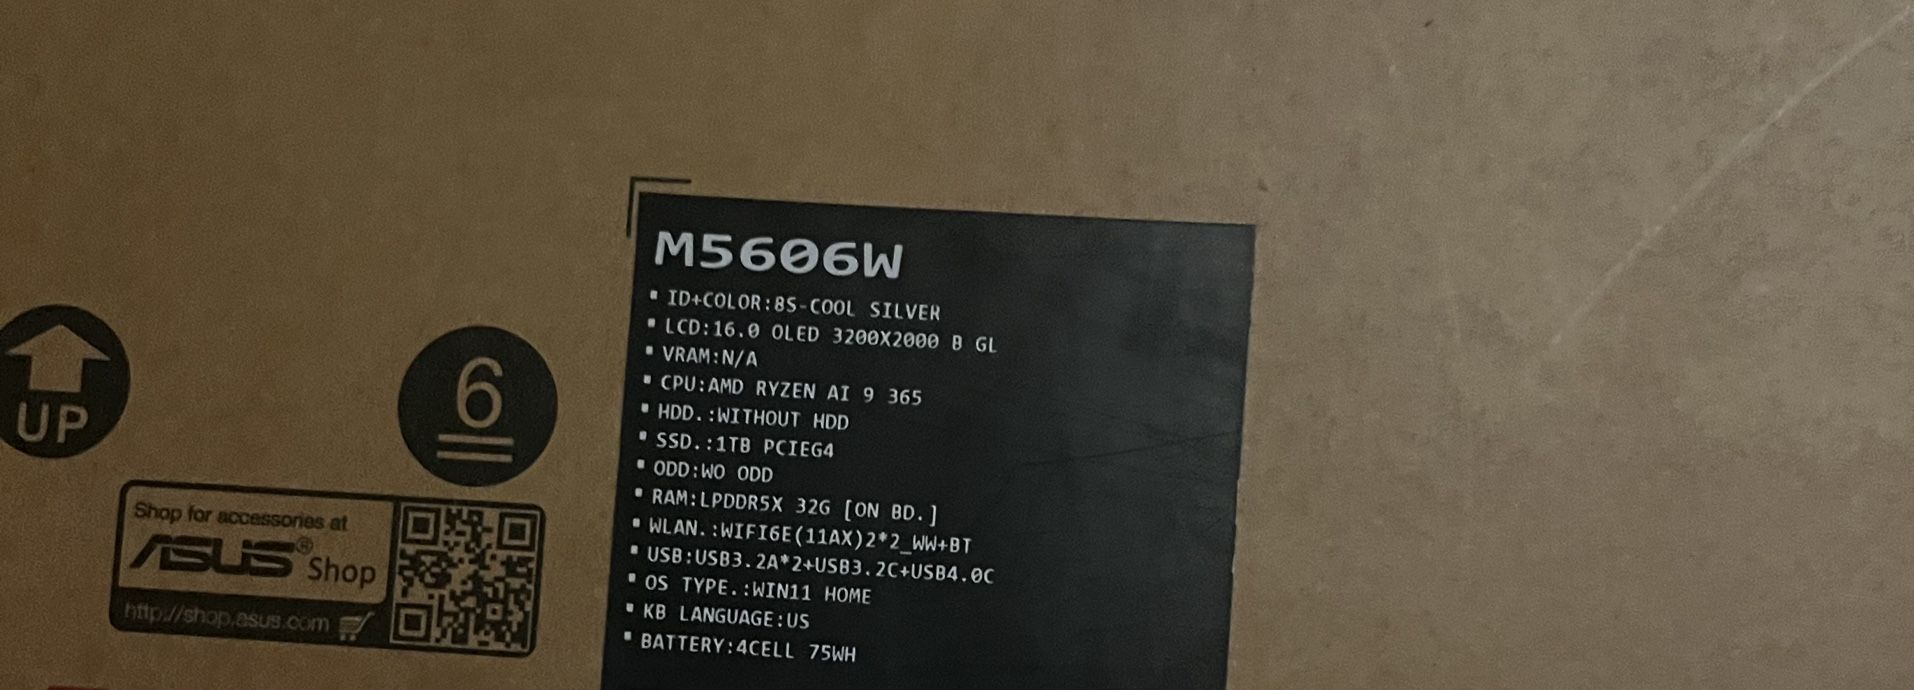 M5606W
▪ ID+COLOR:8S-COOL SILVER
▪ LCD:16.0 OLED 3200X2000 B GL
▪ VRAM:N/A
▪ CPU:AMD RYZEN AI 9 365
▪ HDD.:WITHOUT HDD
▪ SSD.:1TB PCIEG4
▪ ODD:WO ODD
▪ RAM:LPDDR5X 32G [ON BD.]
▪ WLAN.:WIFI6E(11AX)2*2_WW+BT
▪ USB:USB3.2A*2+USB3.2C+USB4.0C
▪ OS TYPE.:WIN11 HOME
▪ KB LANGUAGE:US
▪ BATTERY:4CELL 75WH
UP
6
Shop for accessories at
ASUS® Shop
http://shop.asus.com